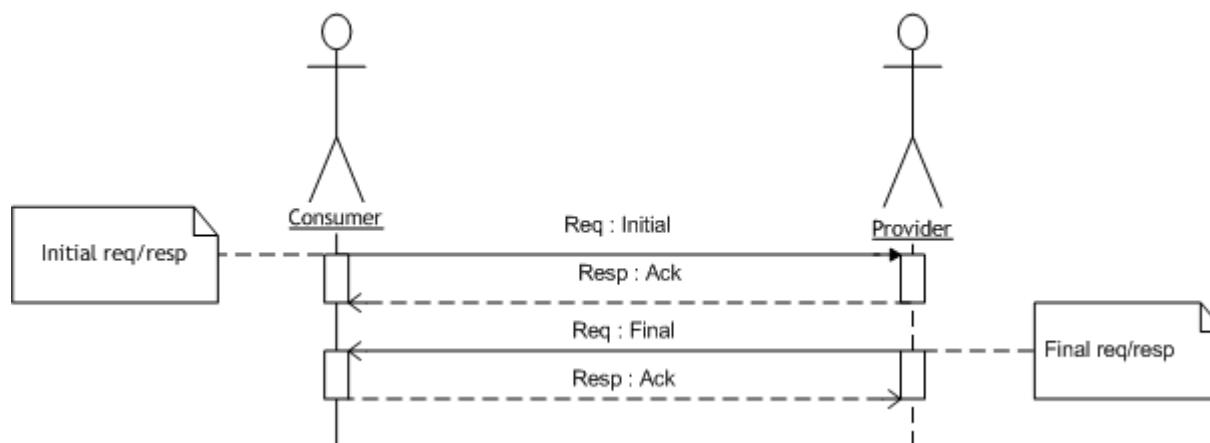 Consumer
Provider
Req : Initial
Initial req/resp
Resp : Ack
Req : Final
Final req/resp
Resp : Ack